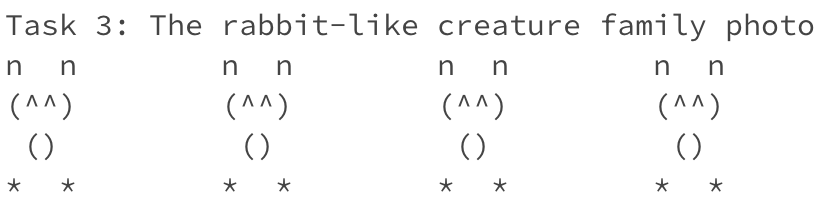 Task 3: The rabbit-like creature family photo
n  n        n  n        n  n        n  n
(^^)        (^^)        (^^)        (^^)
 ()          ()          ()          ()
*  *        *  *        *  *        *  *